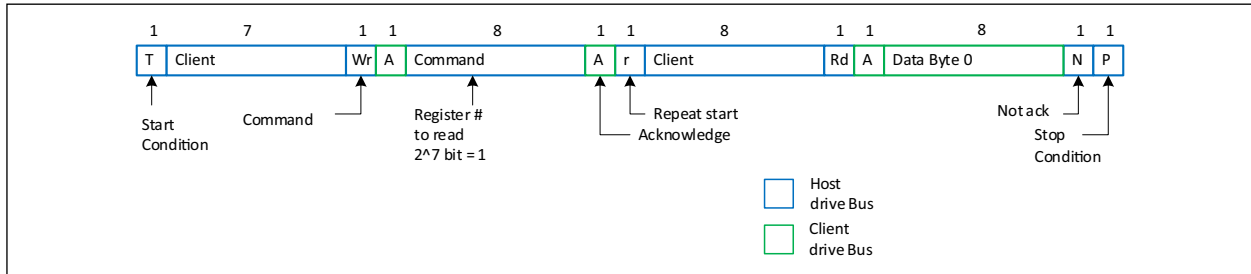 1 7 1 1 8 1 1 8 1 1 8 1 1
T Client Wr A Command A r Client Rd A Data Byte 0 N P
Start
Condition
Command
Register #
to read
2^7 bit = 1
Repeat start
Acknowledge
Not ack
Stop
Condition
Host
drive Bus
Client
drive Bus